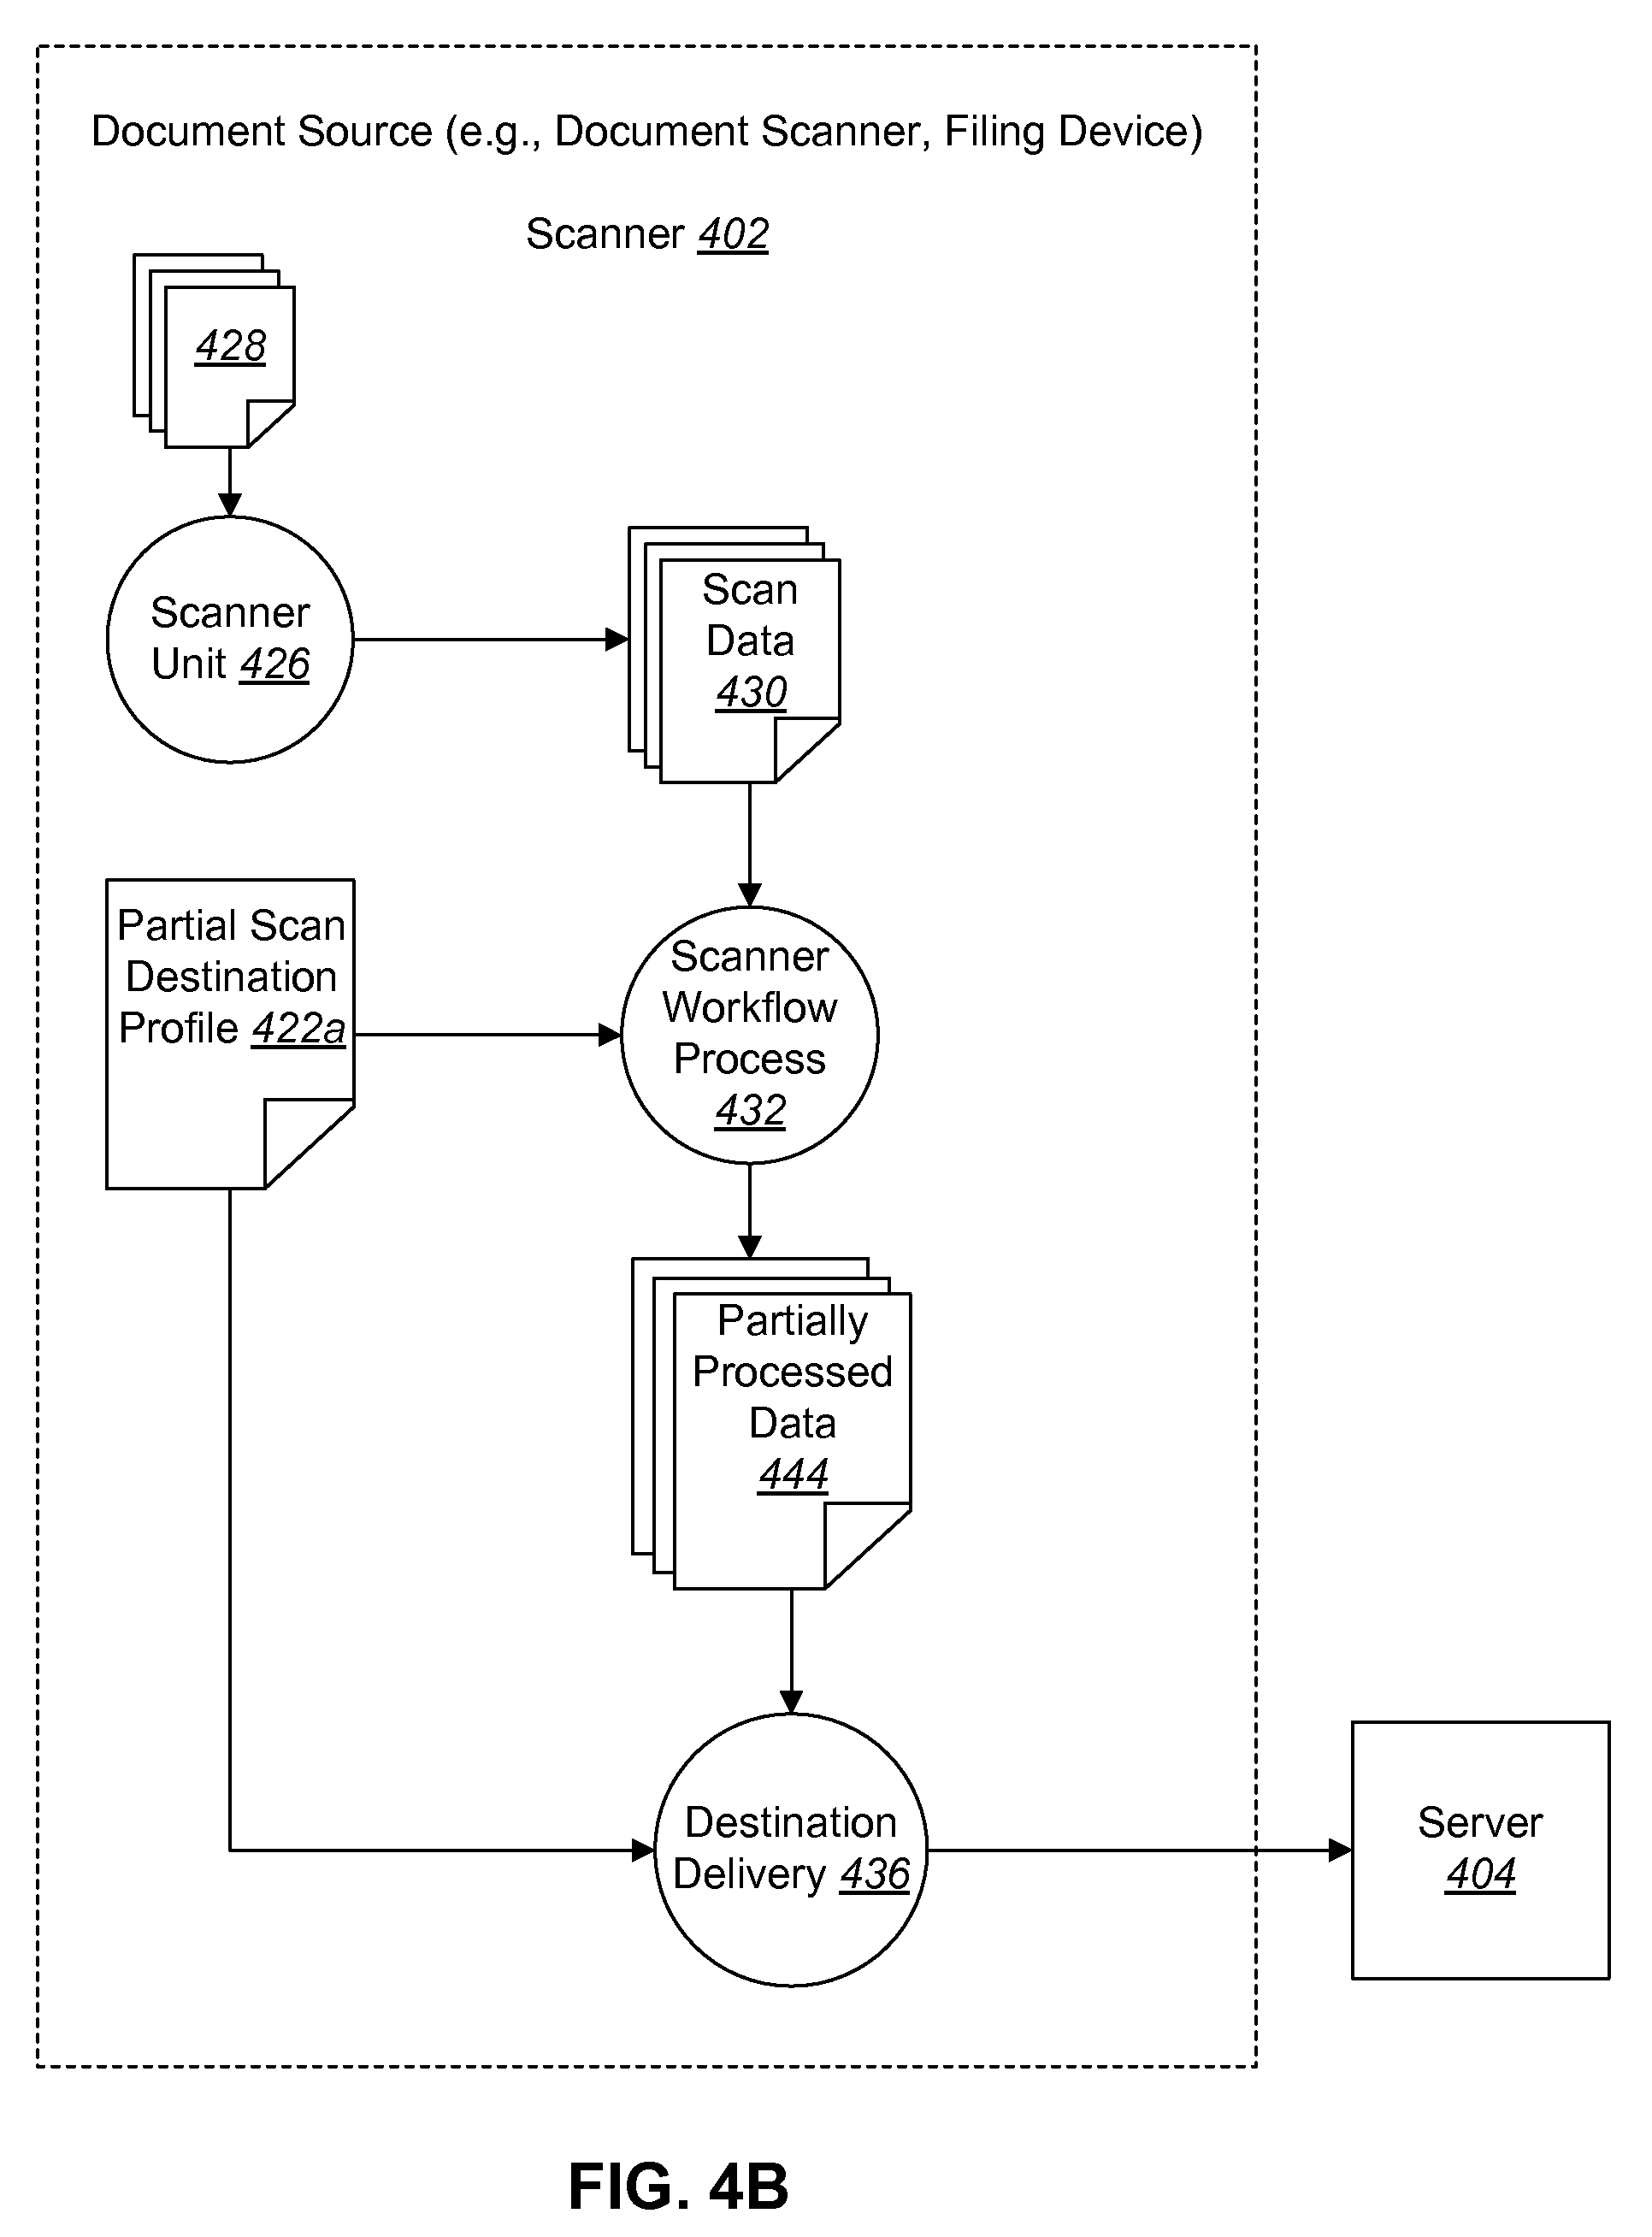 Document Source (e.g., Document Scanner, Filing Device)
Scanner 402
428
Scanner
Unit 426
Scan
Data
430
Partial Scan
Destination
Profile 422a
Scanner
Workflow
Process
432
Partially
Processed
Data
444
Destination
Delivery 436
Server
404
FIG. 4B